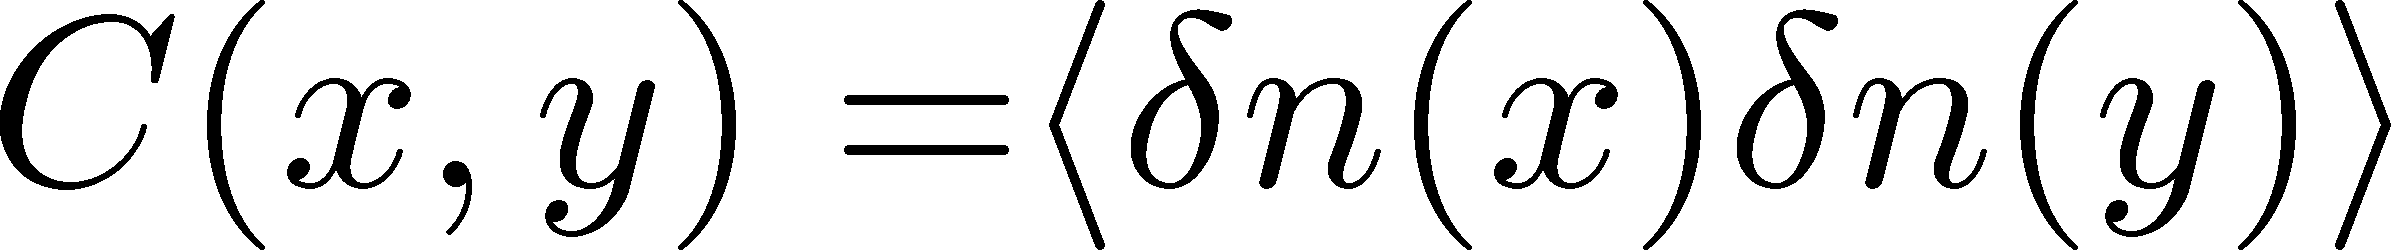 C(x, y) = ⟨δn(x)δn(y)⟩